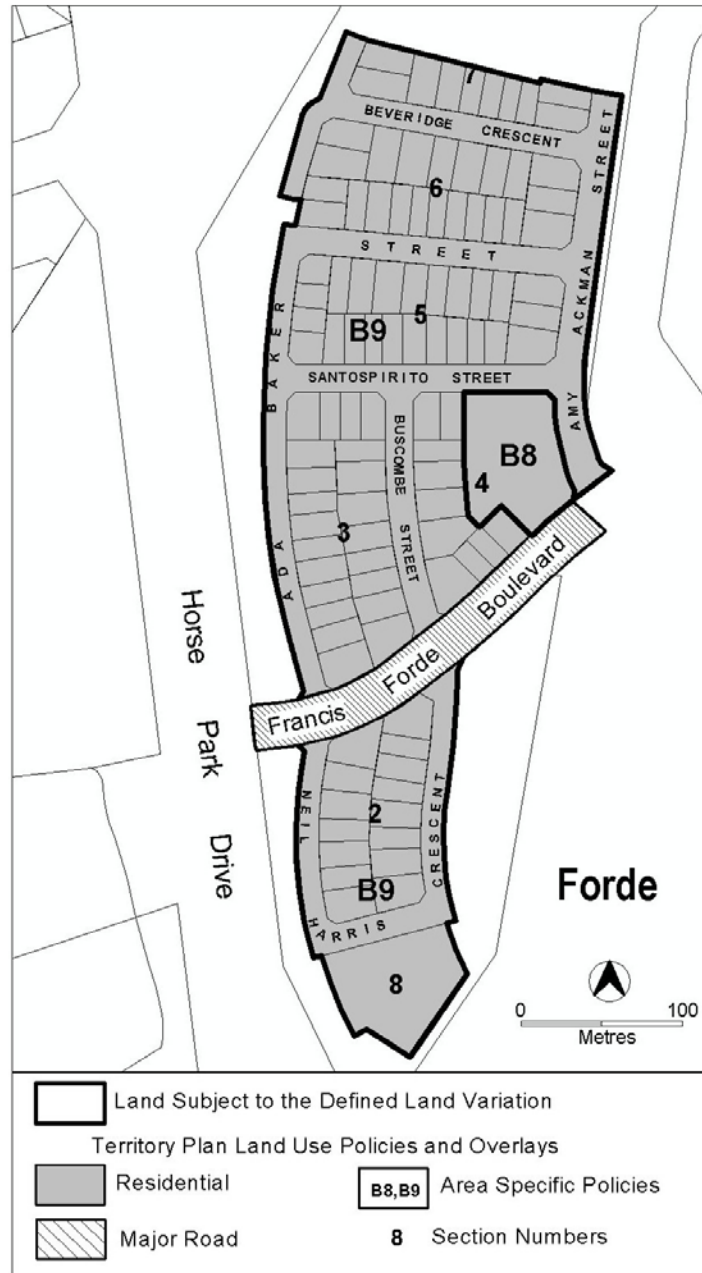 7
BEVERIDGE CRESCENT
6
STREET
5
B9
SANTOSPIRITO STREET
ADA BAKER
AMY ACKMAN STREET
BUSCOMBE STREET
B8
4
3
Horse Park Drive
Francis Forde Boulevard
NEIL HARRIS CRESCENT
2
B9
8
Forde
0 100
Metres
Land Subject to the Defined Land Variation
Territory Plan Land Use Policies and Overlays
Residential
B8,B9 Area Specific Policies
Major Road
8 Section Numbers